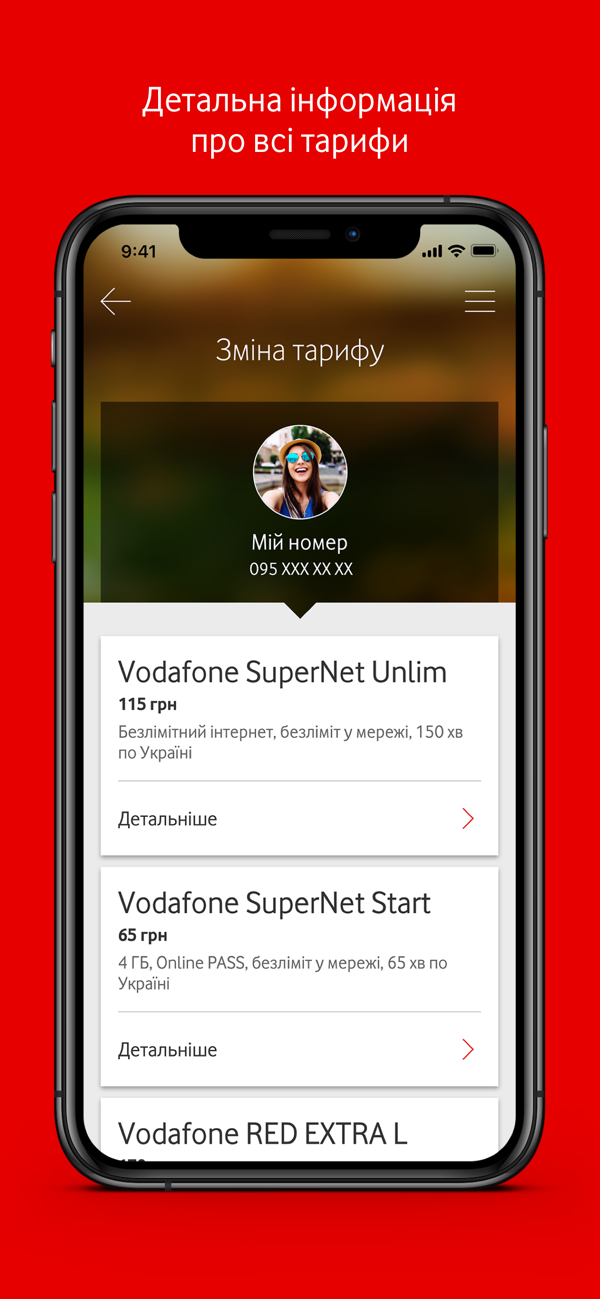 Детальна інформація
про всі тарифи
9:41
Зміна тарифу
Мій номер
095 XXX XX XX
Vodafone SuperNet Unlim
115 грн
Безлімітний інтернет, безліміт у мережі, 150 хв
по Україні
Детальніше
Vodafone SuperNet Start
65 грн
4 ГБ, Online PASS, безліміт у мережі, 65 хв по
Україні
Детальніше
Vodafone RED EXTRA L